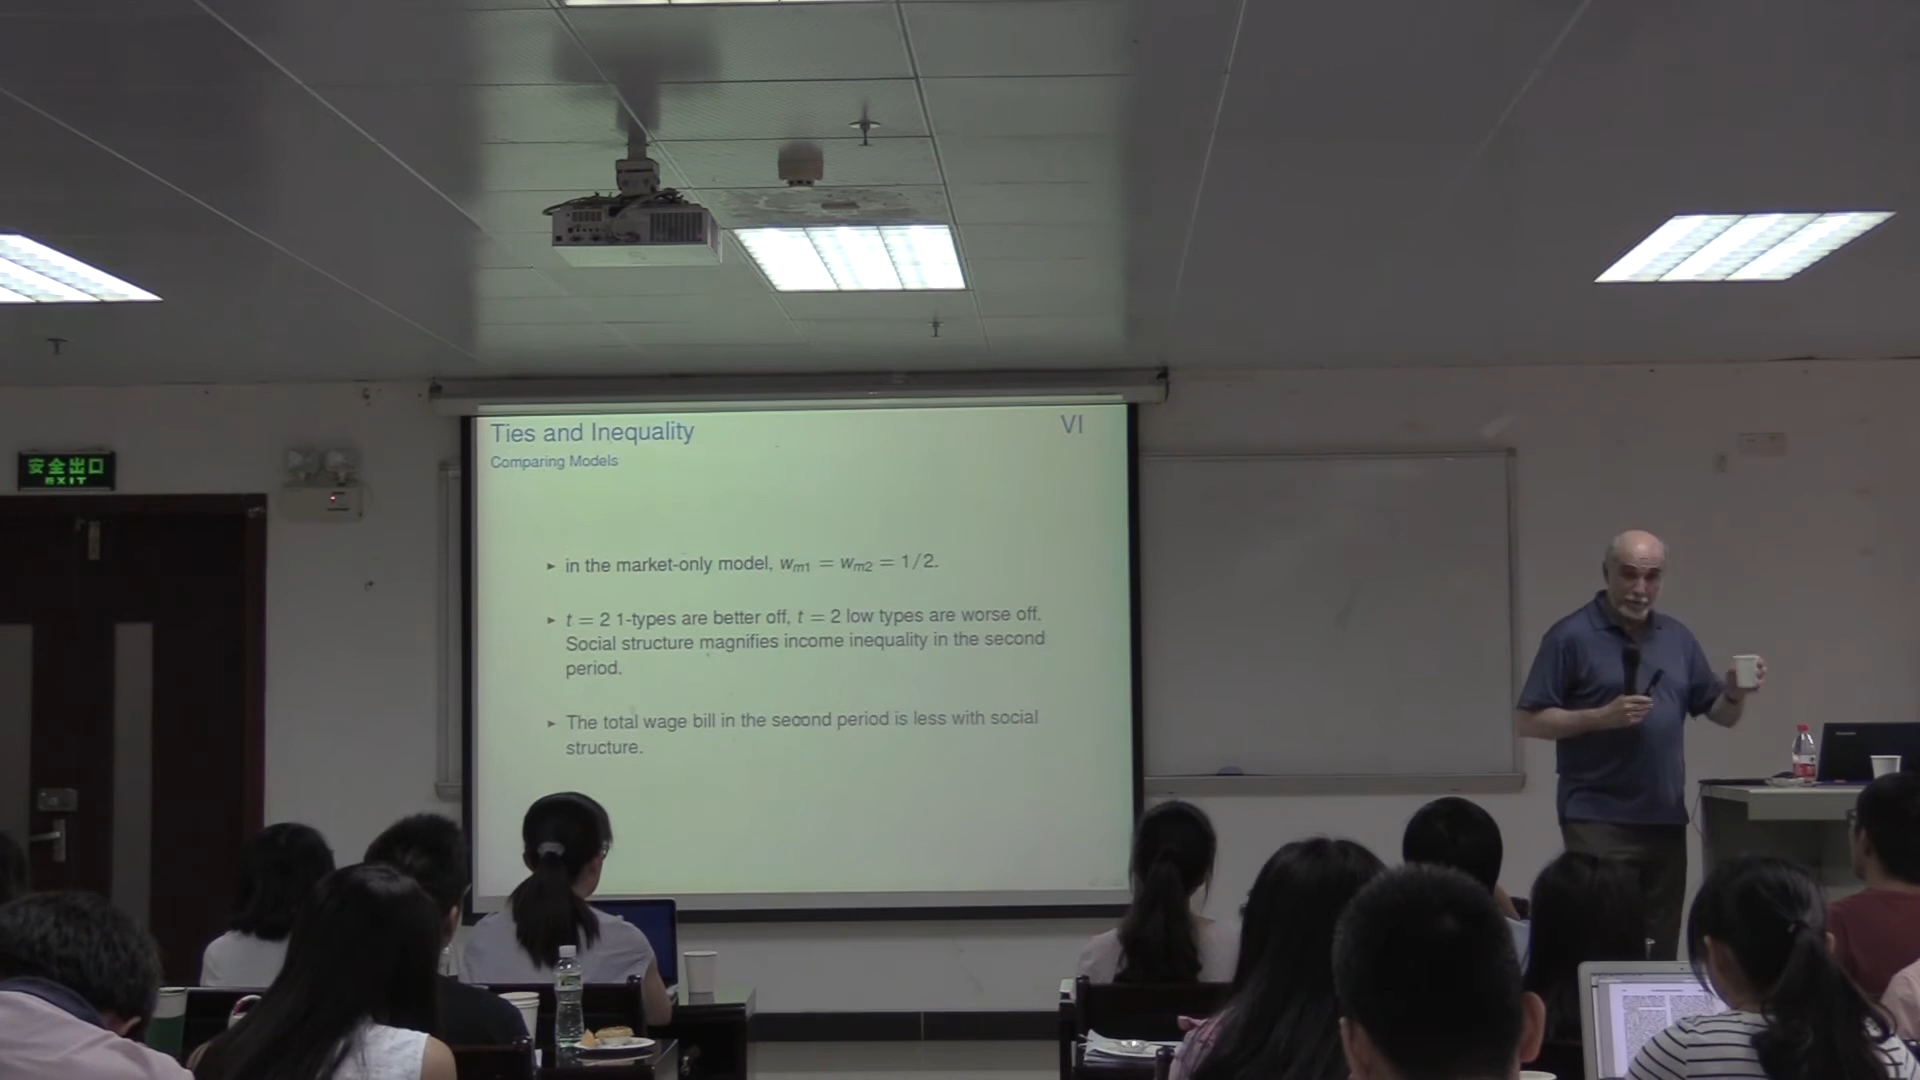 Ties and Inequality
VI
Comparing Models
▸ in the market-only model, wm1 = wm2 = 1/2.
▸ t = 2 1-types are better off, t = 2 low types are worse off.
Social structure magnifies income inequality in the second
period.
▸ The total wage bill in the second period is less with social
structure.
安全出口
EXIT